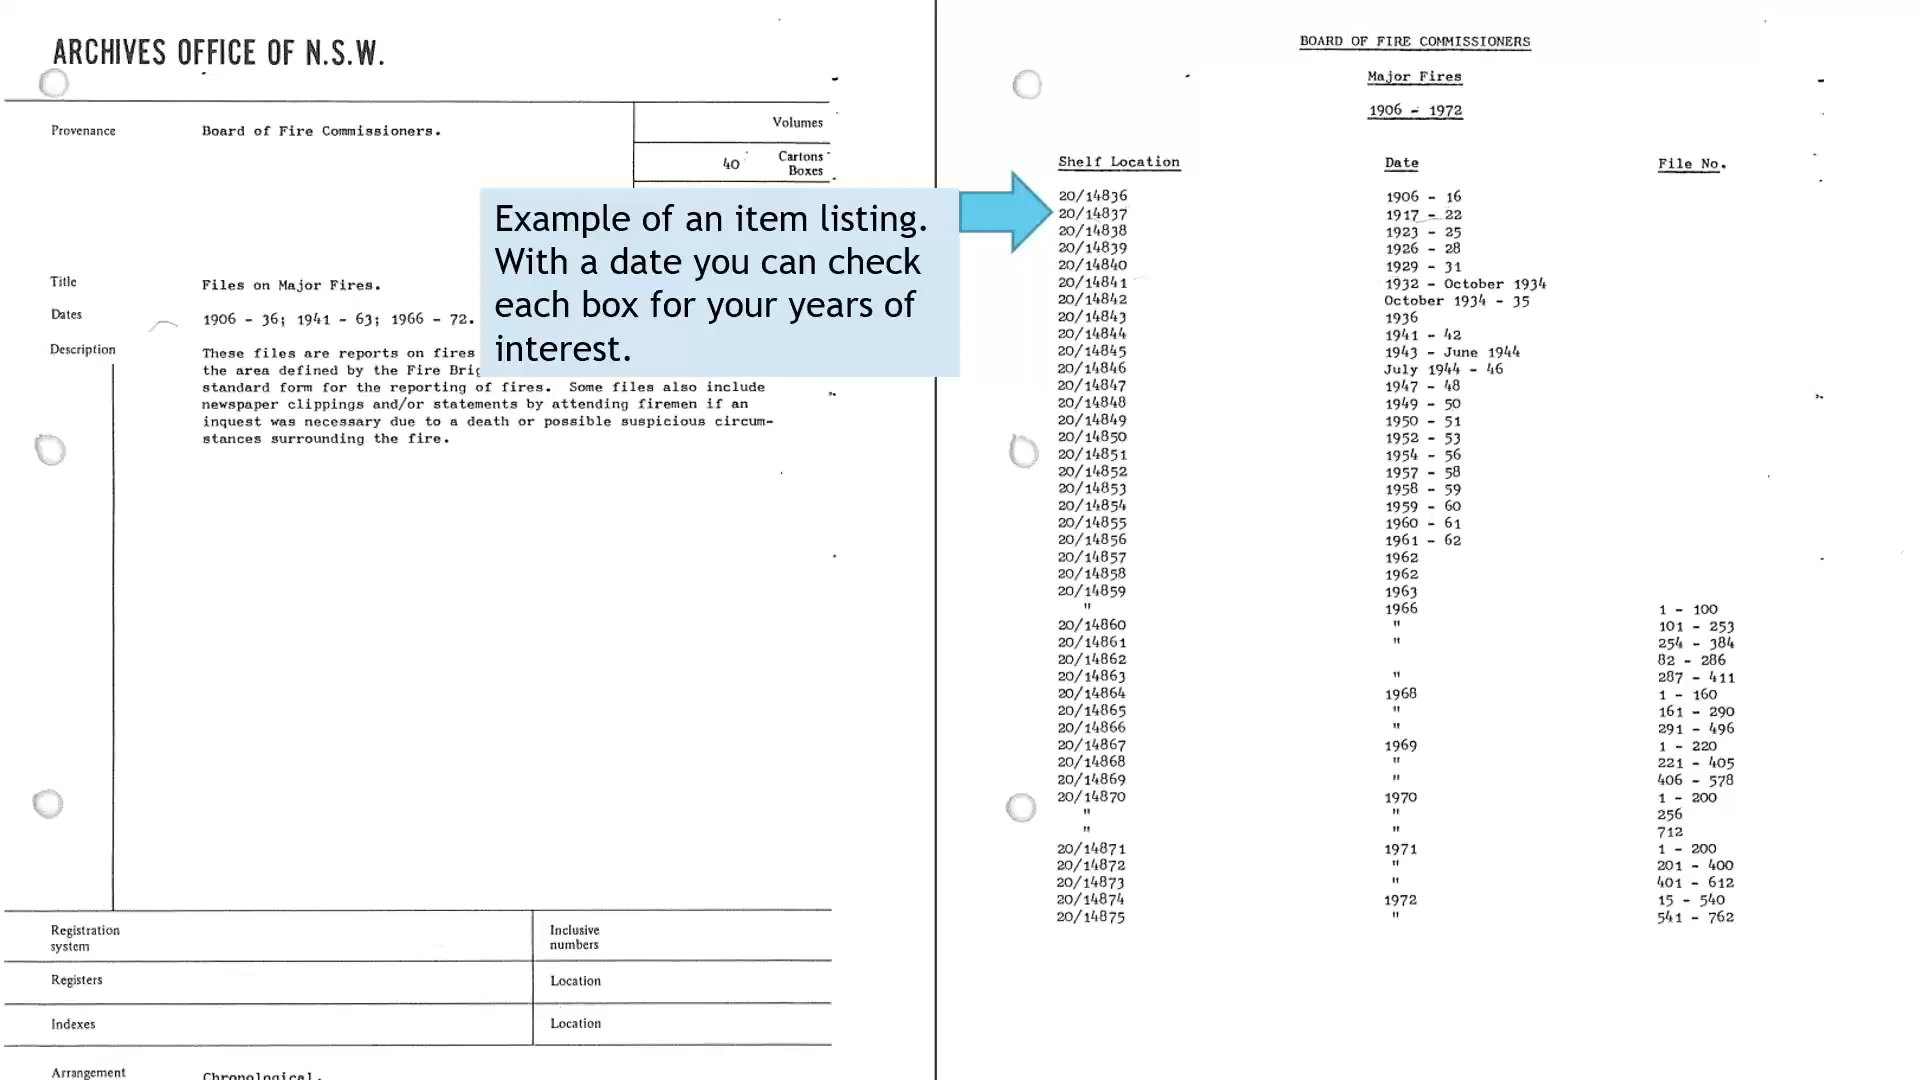 ARCHIVES OFFICE OF N.S.W.
Provenance Board of Fire Commissioners.
Volumes
40 Cartons
Boxes
Example of an item listing.
With a date you can check
each box for your years of
interest.
Title Files on Major Fires.
Dates 1906 - 36; 1941 - 63; 1966 - 72.
Description These files are reports on fires
the area defined by the Fire
standard form for the reporting of fires. Some files also include
newspaper clippings and/or statements by attending firemen if an
inquest was necessary due to a death or possible suspicious circum-
stances surrounding the fire.
Registration
system
Inclusive
numbers
Registers Location
Indexes Location
Arrangement Chronological.
BOARD OF FIRE COMMISSIONERS
Major Fires
1906 - 1972
Shelf Location Date File No.
20/14836 1906 - 16
20/14837 1917 - 22
20/14838 1923 - 25
20/14839 1926 - 28
20/14840 1929 - 31
20/14841 1932 - October 1934
20/14842 October 1934 - 35
20/14843 1936
20/14844 1941 - 42
20/14845 1943 - June 1944
20/14846 July 1944 - 46
20/14847 1947 - 48
20/14848 1949 - 50
20/14849 1950 - 51
20/14850 1952 - 53
20/14851 1954 - 56
20/14852 1957 - 58
20/14853 1958 - 59
20/14854 1959 - 60
20/14855 1960 - 61
20/14856 1961 - 62
20/14857 1962
20/14858 1962
20/14859 1963
" 1966 1 - 100
20/14860 " 101 - 253
20/14861 " 254 - 384
20/14862 82 - 286
20/14863 " 287 - 411
20/14864 1968 1 - 160
20/14865 " 161 - 290
20/14866 " 291 - 496
20/14867 1969 1 - 220
20/14868 " 221 - 405
20/14869 " 406 - 578
20/14870 1970 1 - 200
" " 256
" " 712
20/14871 1971 1 - 200
20/14872 " 201 - 400
20/14873 " 401 - 612
20/14874 1972 15 - 540
20/14875 " 541 - 762